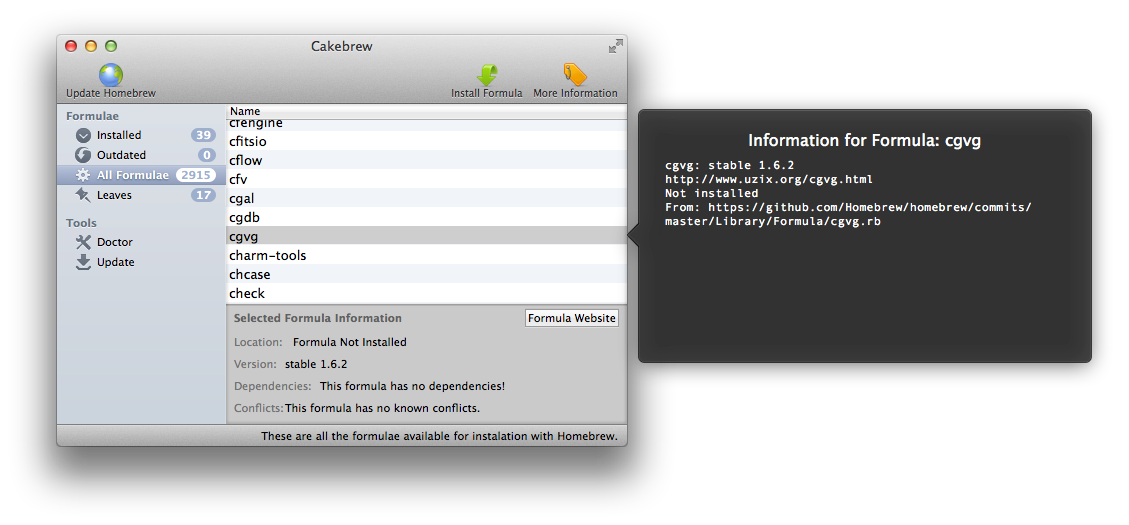 Cakebrew
Update Homebrew
Install Formula
More Information
Formulae
Installed 39
Outdated 0
All Formulae 2915
Leaves 17
Tools
Doctor
Update
Name
cfengine
cfitsio
cflow
cfv
cgal
cgdb
cgvg
charm-tools
chcase
check
Selected Formula Information
Formula Website
Location: Formula Not Installed
Version: stable 1.6.2
Dependencies: This formula has no dependencies!
Conflicts: This formula has no known conflicts.
These are all the formulae available for instalation with Homebrew.
Information for Formula: cgvg
cgvg: stable 1.6.2
http://www.uzix.org/cgvg.html
Not installed
From: https://github.com/Homebrew/homebrew/commits/
master/Library/Formula/cgvg.rb